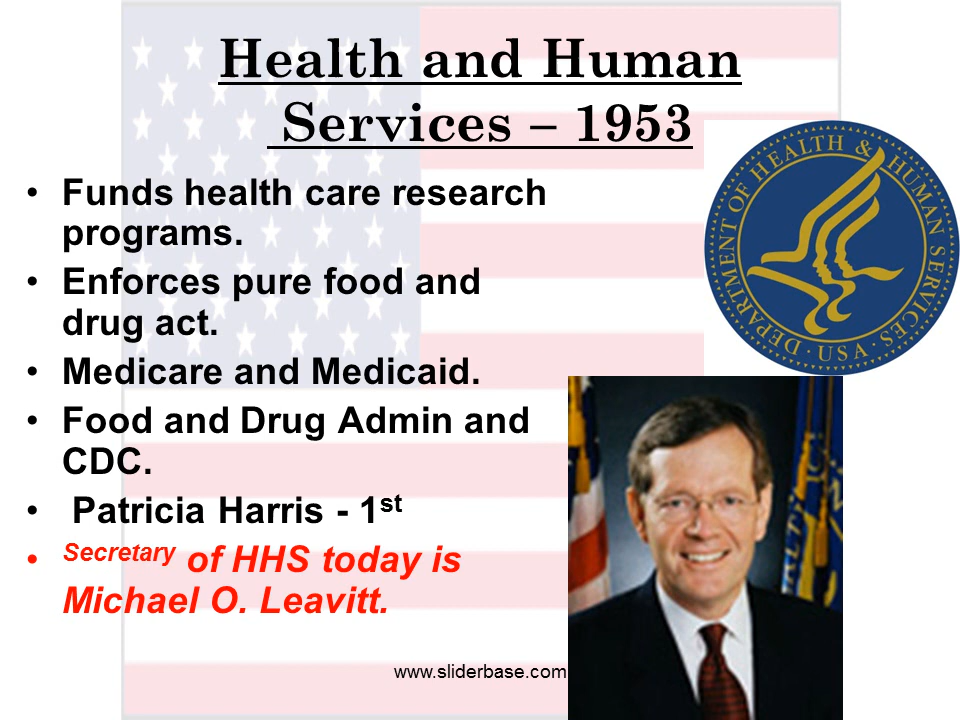 Health and Human
Services – 1953
• Funds health care research
programs.
• Enforces pure food and
drug act.
• Medicare and Medicaid.
• Food and Drug Admin and
CDC.
• Patricia Harris - 1st
• Secretary of HHS today is
Michael O. Leavitt.
DEPARTMENT OF HEALTH & HUMAN SERVICES · USA
www.sliderbase.com